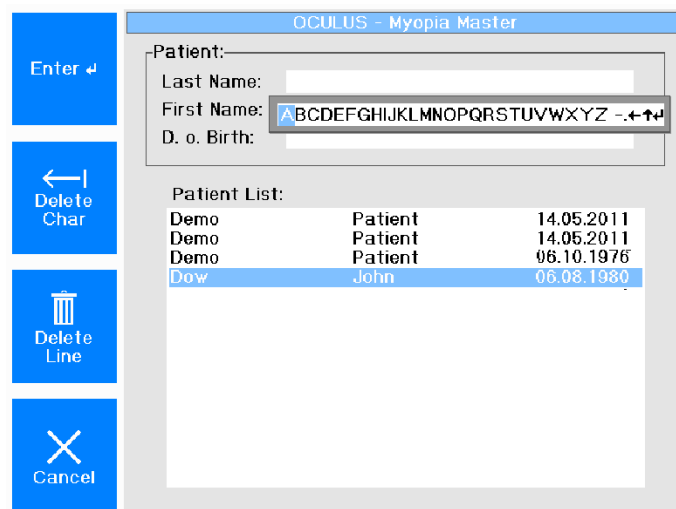 OCULUS - Myopia Master
Enter ↵
Patient:
Last Name:
First Name:
ABCDEFGHIJKLMNOPQRSTUVWXYZ -.←↑↵
D. o. Birth:
Delete
Char
Patient List:
Demo Patient 14.05.2011
Demo Patient 14.05.2011
Demo Patient 06.10.1976
Dow John 06.08.1980
Delete
Line
Cancel